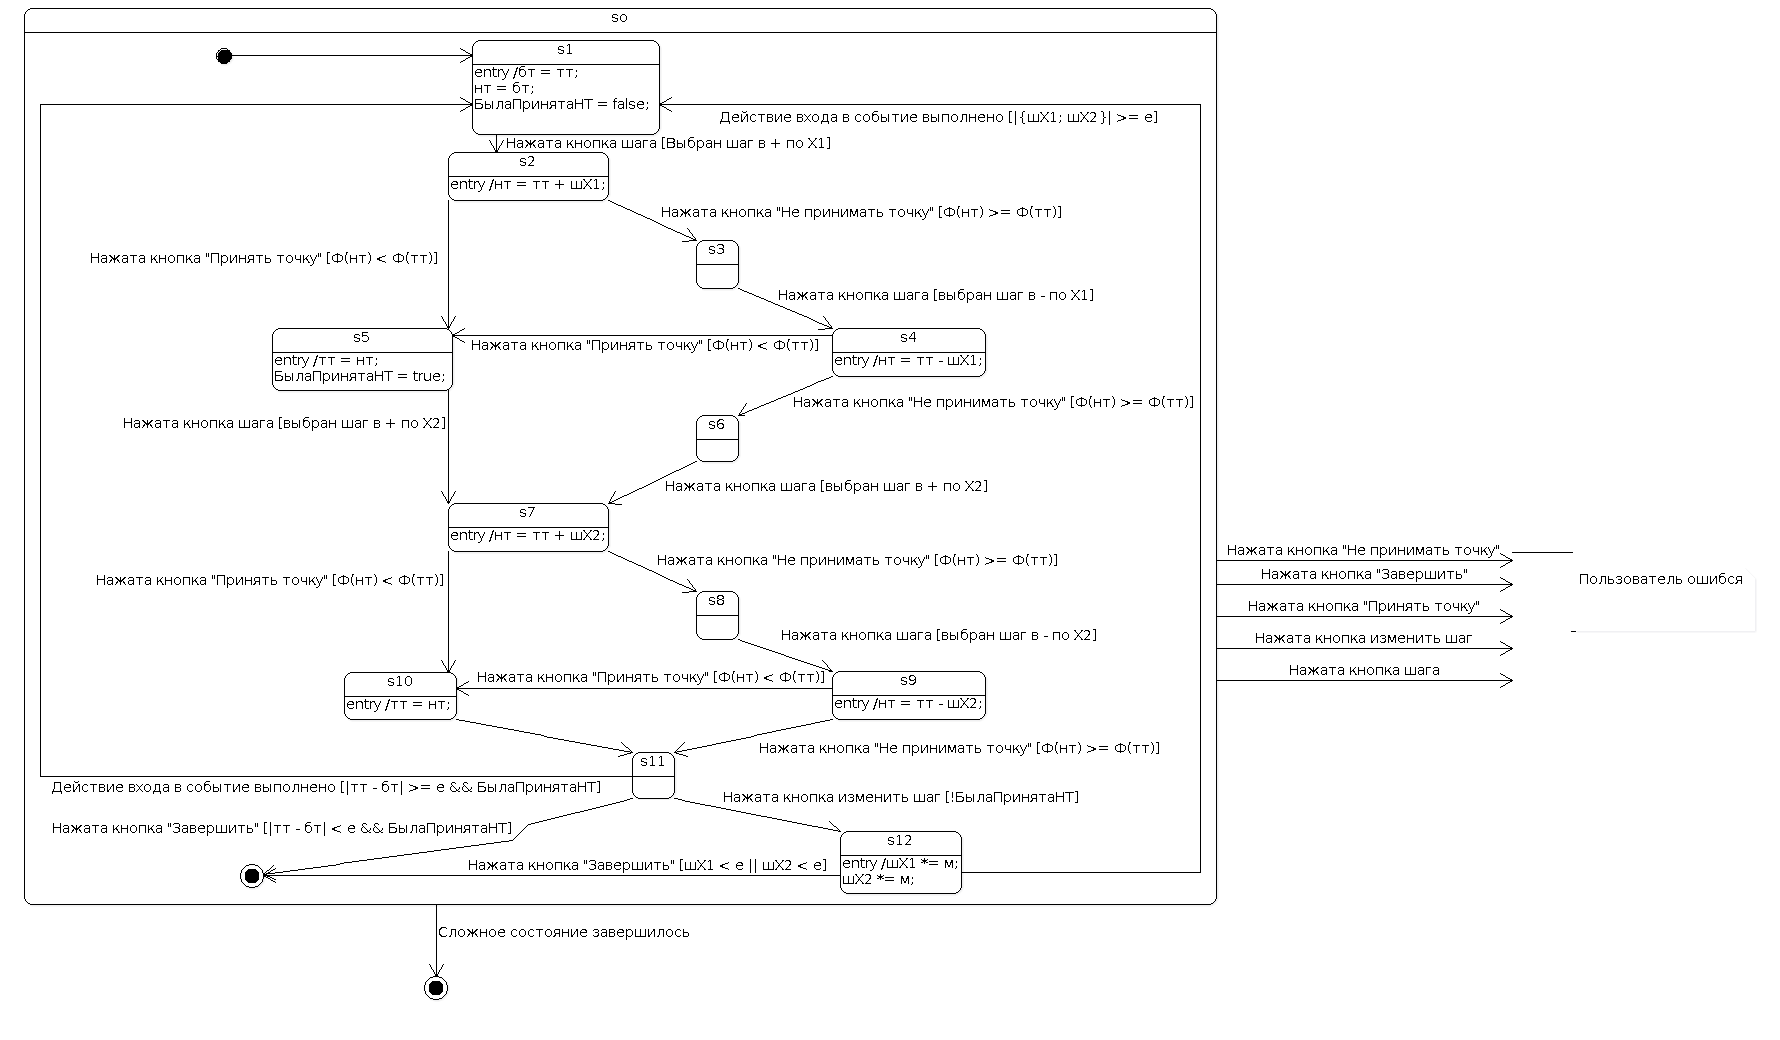 so
s1
entry /бт = тт;
нт = бт;
БылаПринятаНТ = false;
Действие входа в событие выполнено [|{шХ1; шХ2}| >= e]
Нажата кнопка шага [Выбран шаг в + по Х1]
s2
entry /нт = тт + шХ1;
Нажата кнопка "Не принимать точку" [Ф(нт) >= Ф(тт)]
s3
Нажата кнопка "Принять точку" [Ф(нт) < Ф(тт)]
Нажата кнопка шага [выбран шаг в - по Х1]
s5
entry /тт = нт;
БылаПринятаНТ = true;
Нажата кнопка "Принять точку" [Ф(нт) < Ф(тт)]
s4
entry /нт = тт - шХ1;
Нажата кнопка "Не принимать точку" [Ф(нт) >= Ф(тт)]
Нажата кнопка шага [выбран шаг в + по Х2]
s6
Нажата кнопка шага [выбран шаг в + по Х2]
s7
entry /нт = тт + шХ2;
Нажата кнопка "Не принимать точку" [Ф(нт) >= Ф(тт)]
Нажата кнопка "Принять точку" [Ф(нт) < Ф(тт)]
s8
Нажата кнопка шага [выбран шаг в - по Х2]
s10
entry /тт = нт;
Нажата кнопка "Принять точку" [Ф(нт) < Ф(тт)]
s9
entry /нт = тт - шХ2;
Нажата кнопка "Не принимать точку" [Ф(нт) >= Ф(тт)]
s11
Действие входа в событие выполнено [|тт - бт| >= e && БылаПринятаНТ]
Нажата кнопка изменить шаг [!БылаПринятаНТ]
Нажата кнопка "Завершить" [|тт - бт| < e && БылаПринятаНТ]
s12
entry /шХ1 *= м;
шХ2 *= м;
Нажата кнопка "Завершить" [шХ1 < e || шХ2 < e]
Сложное состояние завершилось
Нажата кнопка "Не принимать точку"
Нажата кнопка "Завершить"
Нажата кнопка "Принять точку"
Нажата кнопка изменить шаг
Нажата кнопка шага
Пользователь ошибся